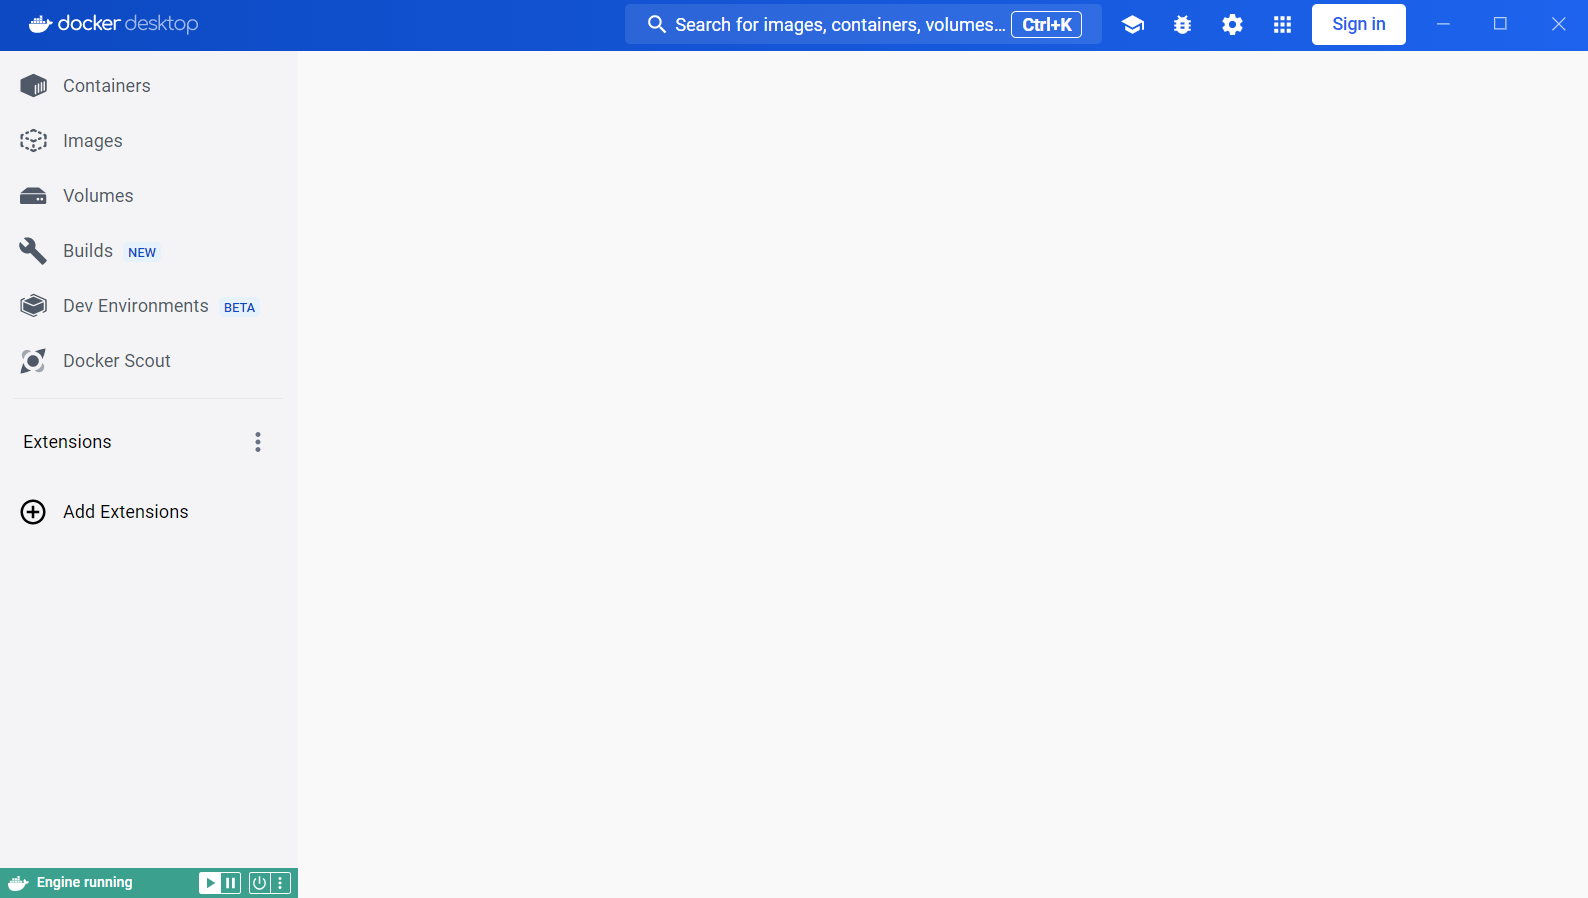 docker desktop
Search for images, containers, volumes... Ctrl+K
Sign in
Containers
Images
Volumes
Builds NEW
Dev Environments BETA
Docker Scout
Extensions
Add Extensions
Engine running